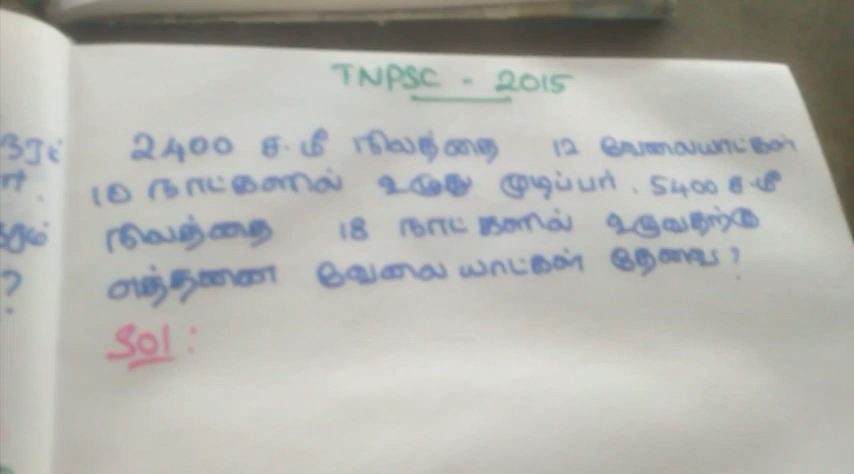 TNPSC - 2015
2400 ச.மீ நிலத்தை 12 வேலையாட்கள்
10 நாட்களில் உழுது முடிப்பர். 5400 ச.மீ
நிலத்தை 18 நாட்களில் உழுவதற்கு
எத்தனை வேலையாட்கள் தேவை?
Sol: